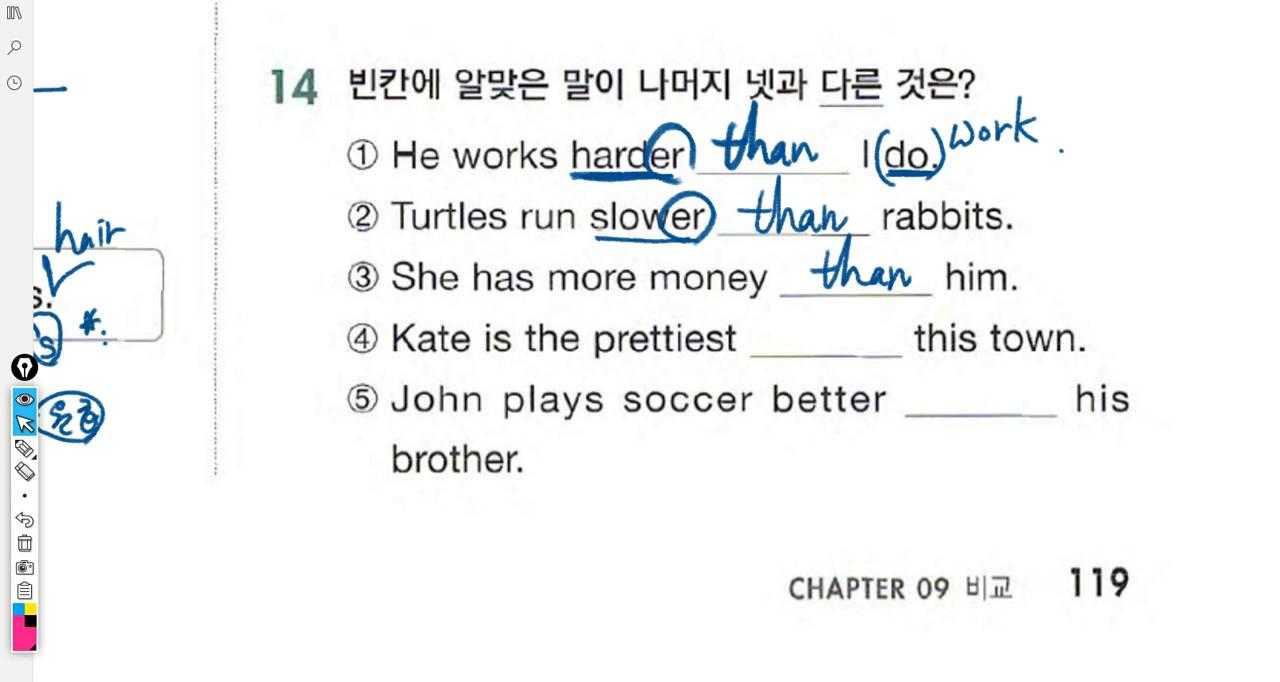 hair
s.
's *.
14 빈칸에 알맞은 말이 나머지 넷과 다른 것은?
① He works harder than I (do.) work.
② Turtles run slower than rabbits.
③ She has more money than him.
④ Kate is the prettiest ________ this town.
⑤ John plays soccer better ________ his
brother.
CHAPTER 09 비교 119